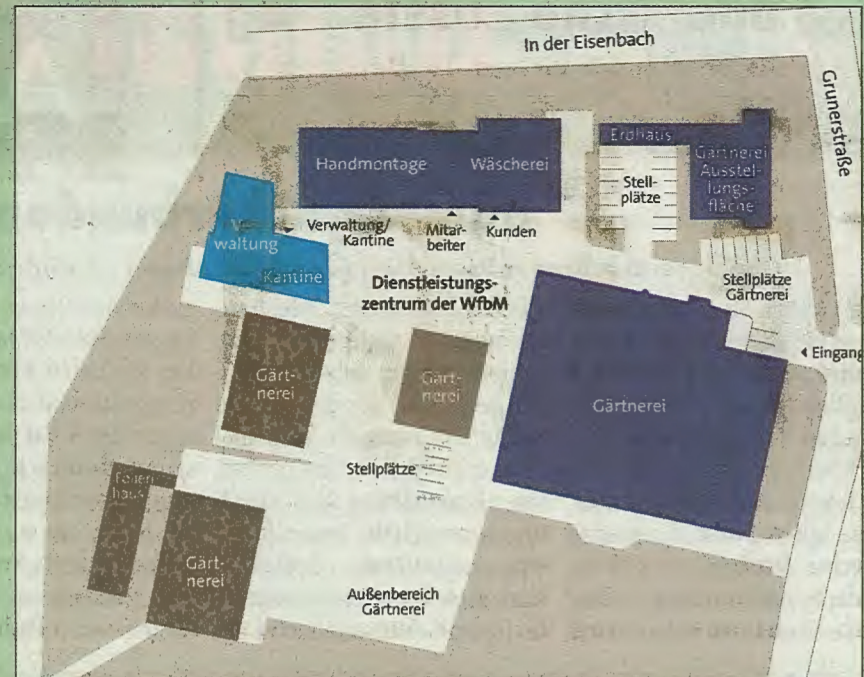 In der Eisenbach
Grunerstraße
Handmontage
Wäscherei
Erdhaus
Gärtnerei
Ausstel-
lungs-
fläche
Stell-
plätze
Ver
waltung
Kantine
Verwaltung/
Kantine
Mitar-
beiter
Kunden
Dienstleistungs-
zentrum der WfbM
Stellplätze
Gärtnerei
Eingang
Gärt-
nerei
Gärt-
nerei
Gärtnerei
Stellplätze
Folien
haus
Gärt-
nerei
Außenbereich
Gärtnerei